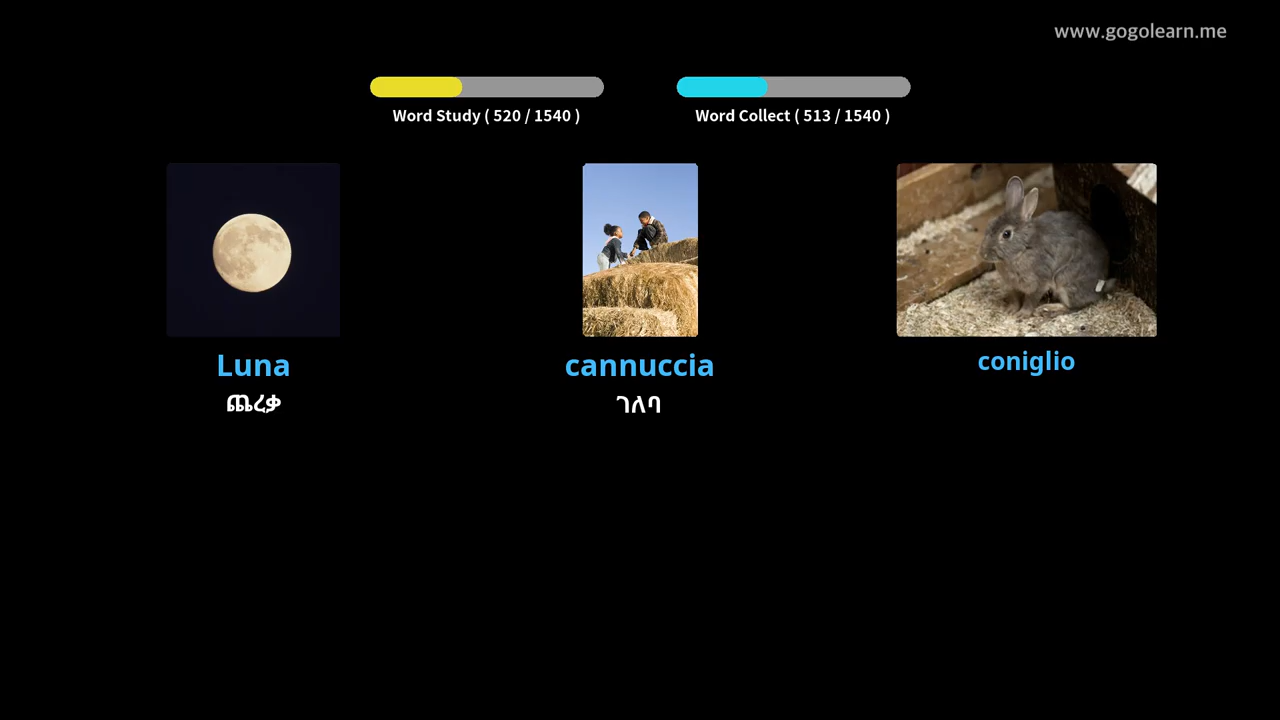 www.gogolearn.me
Word Study ( 520 / 1540 )
Word Collect ( 513 / 1540 )
Luna
ጨረቃ
cannuccia
ገለባ
coniglio